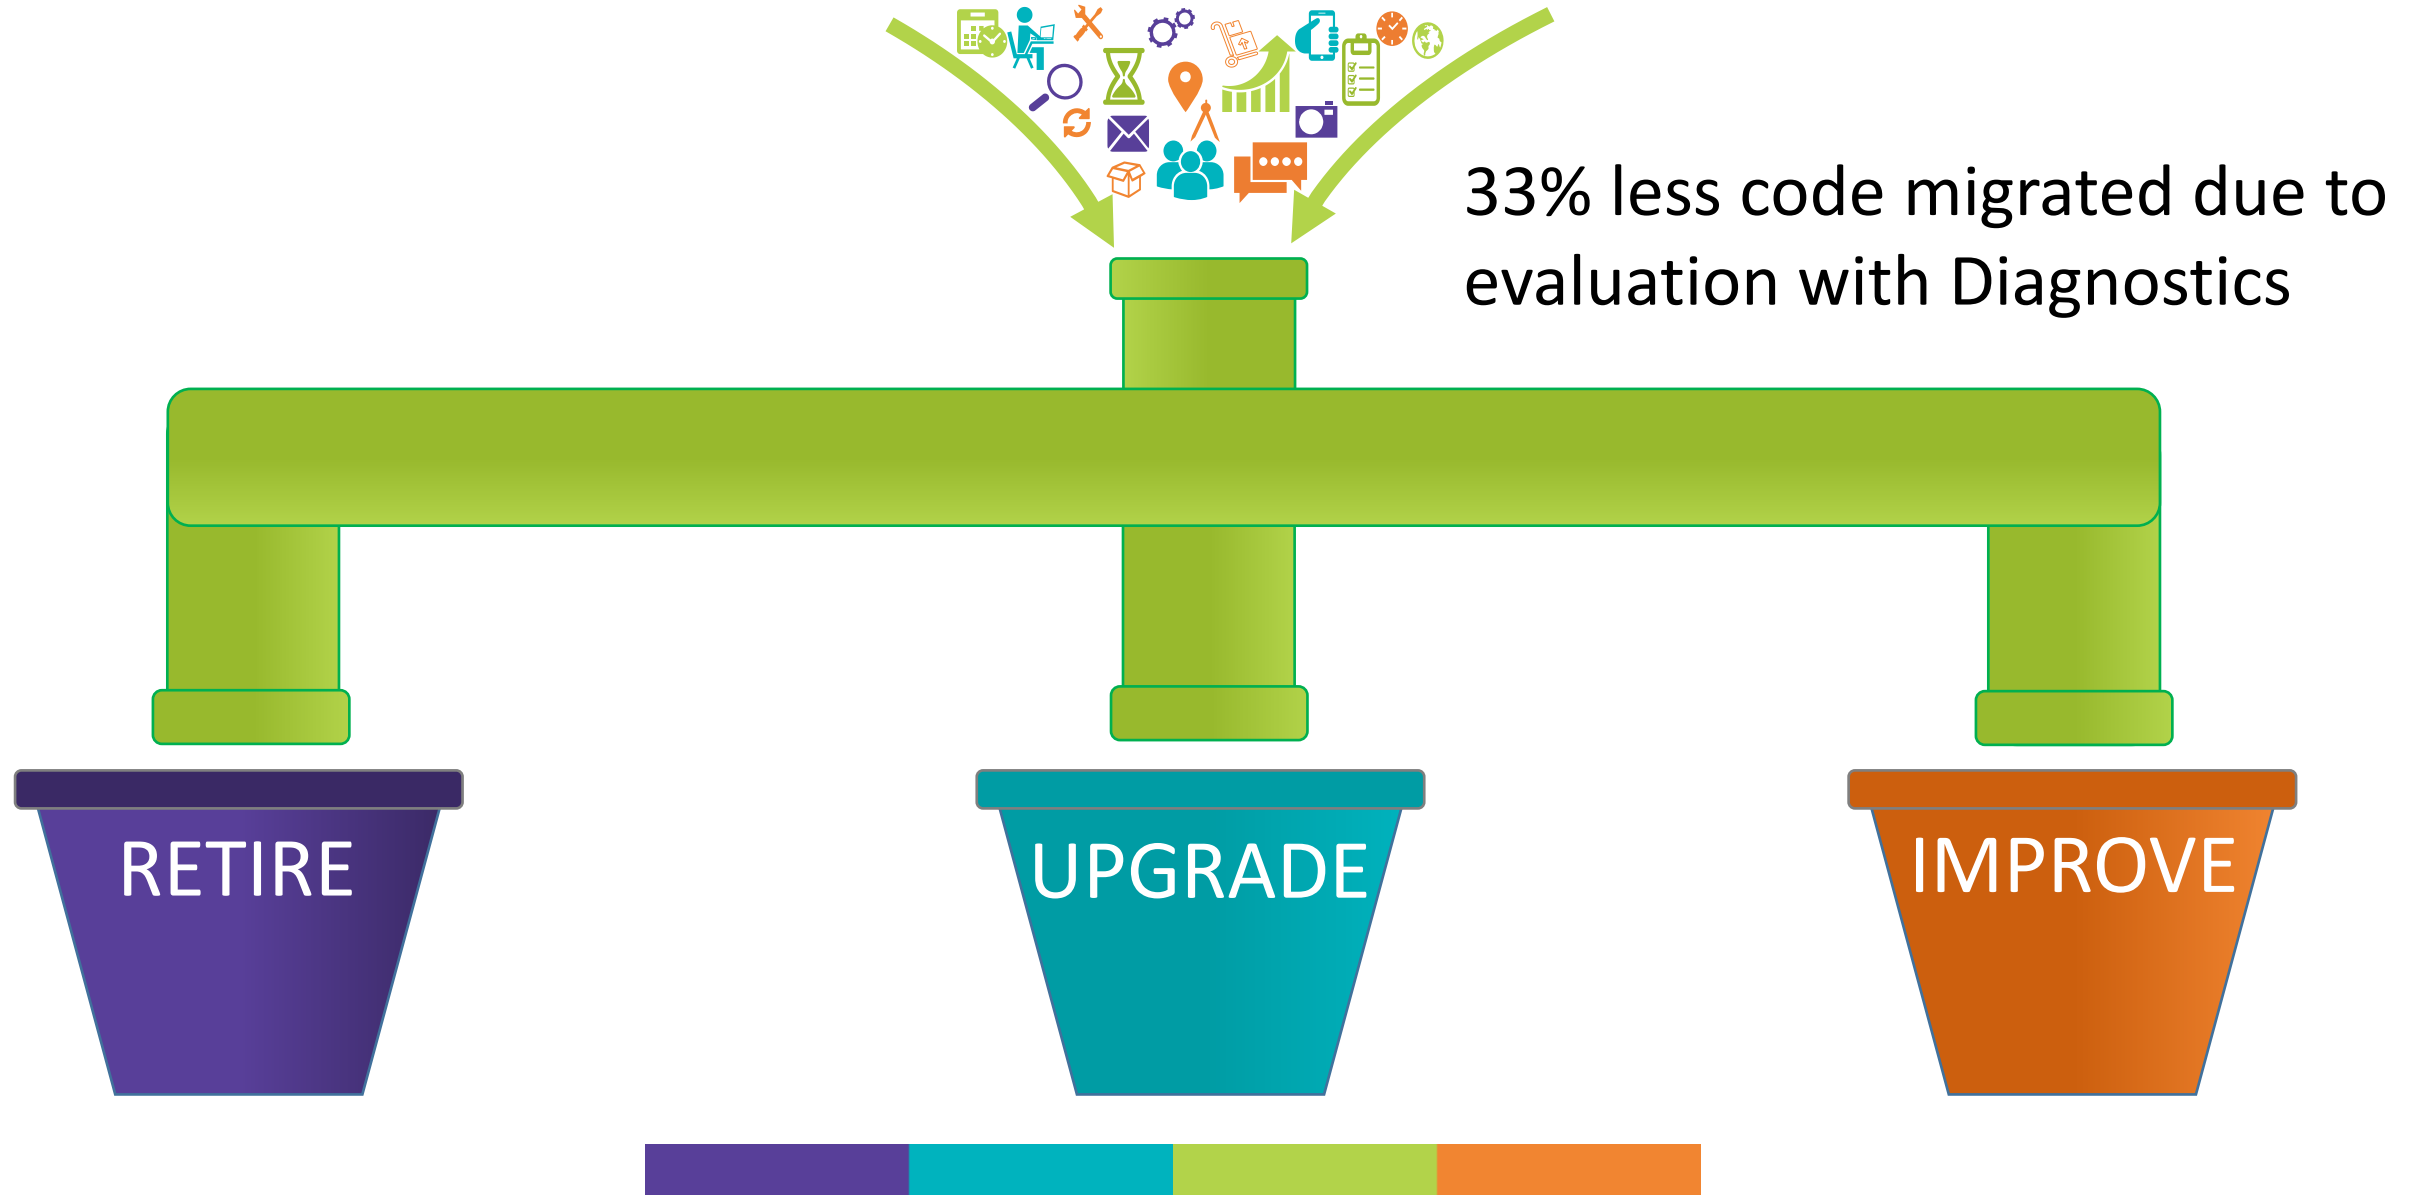 33% less code migrated due to
evaluation with Diagnostics
RETIRE
UPGRADE
IMPROVE